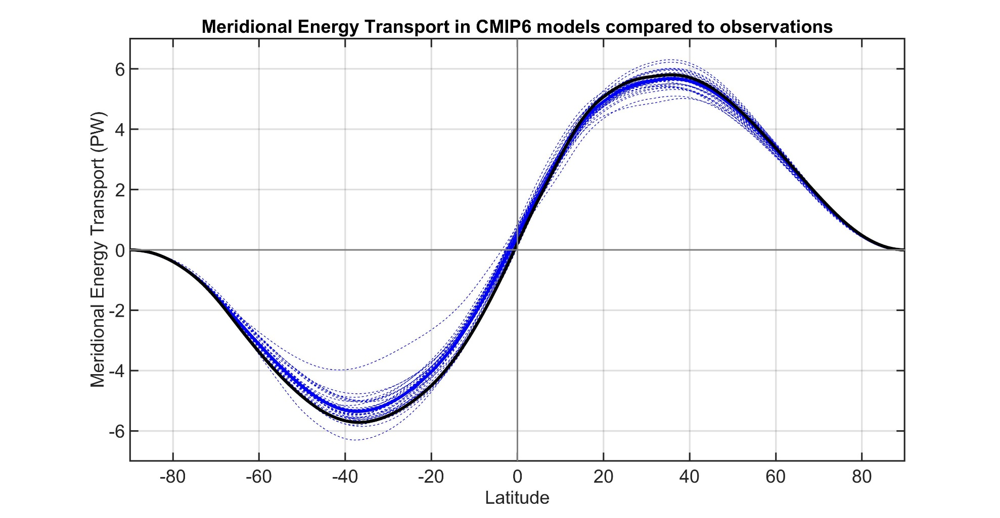 Meridional Energy Transport in CMIP6 models compared to observations
Meridional Energy Transport (PW)
6
4
2
0
-2
-4
-6
-80 -60 -40 -20 0 20 40 60 80
Latitude